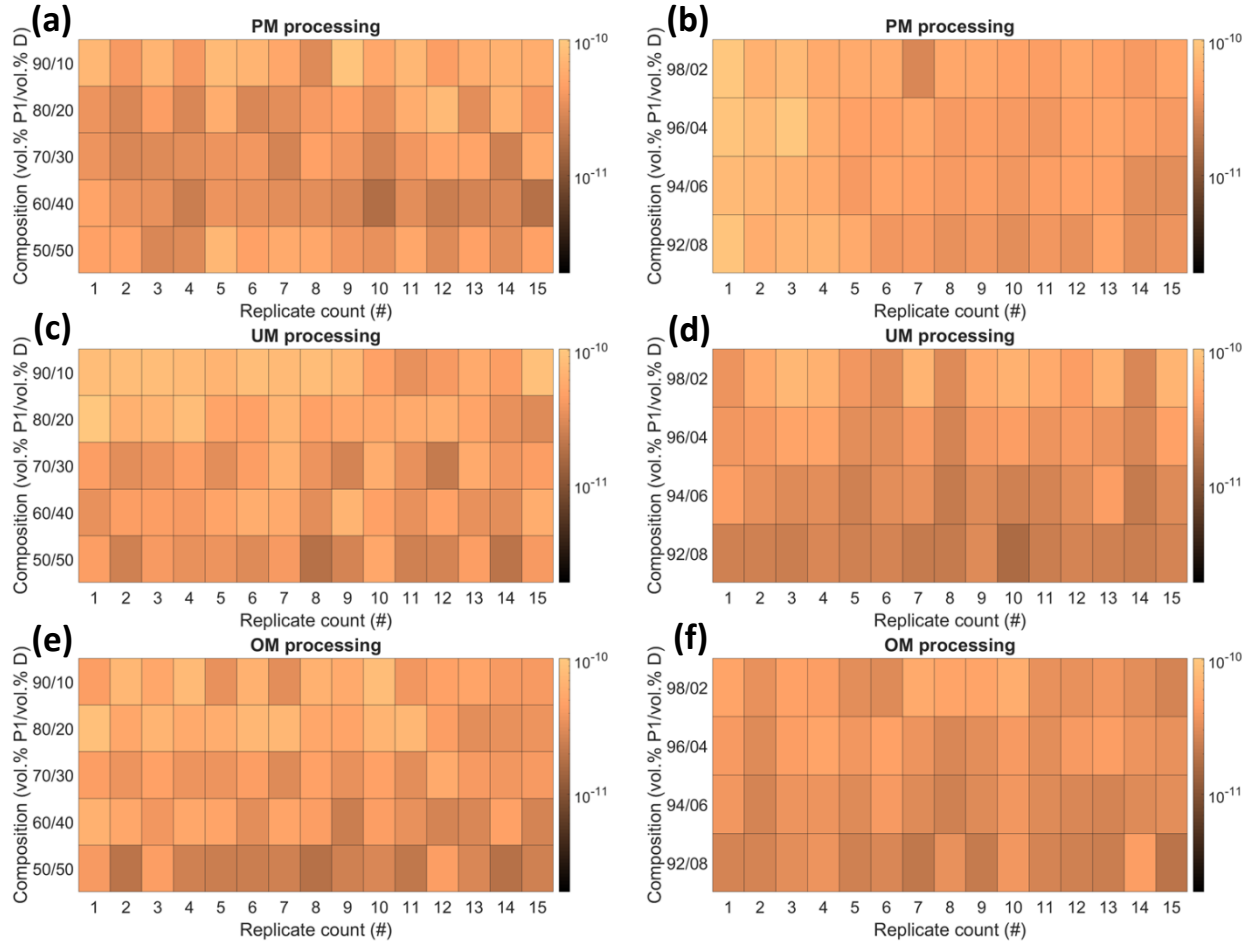 (a)
PM processing
Composition (vol.% P1/vol.% D)
90/10
80/20
70/30
60/40
50/50
1 2 3 4 5 6 7 8 9 10 11 12 13 14 15
Replicate count (#)
10⁻¹⁰
10⁻¹¹
(b)
PM processing
Composition (vol.% P1/vol.% D)
98/02
96/04
94/06
92/08
1 2 3 4 5 6 7 8 9 10 11 12 13 14 15
Replicate count (#)
10⁻¹⁰
10⁻¹¹
(c)
UM processing
Composition (vol.% P1/vol.% D)
90/10
80/20
70/30
60/40
50/50
1 2 3 4 5 6 7 8 9 10 11 12 13 14 15
Replicate count (#)
10⁻¹⁰
10⁻¹¹
(d)
UM processing
Composition (vol.% P1/vol.% D)
98/02
96/04
94/06
92/08
1 2 3 4 5 6 7 8 9 10 11 12 13 14 15
Replicate count (#)
10⁻¹⁰
10⁻¹¹
(e)
OM processing
Composition (vol.% P1/vol.% D)
90/10
80/20
70/30
60/40
50/50
1 2 3 4 5 6 7 8 9 10 11 12 13 14 15
Replicate count (#)
10⁻¹⁰
10⁻¹¹
(f)
OM processing
Composition (vol.% P1/vol.% D)
98/02
96/04
94/06
92/08
1 2 3 4 5 6 7 8 9 10 11 12 13 14 15
Replicate count (#)
10⁻¹⁰
10⁻¹¹